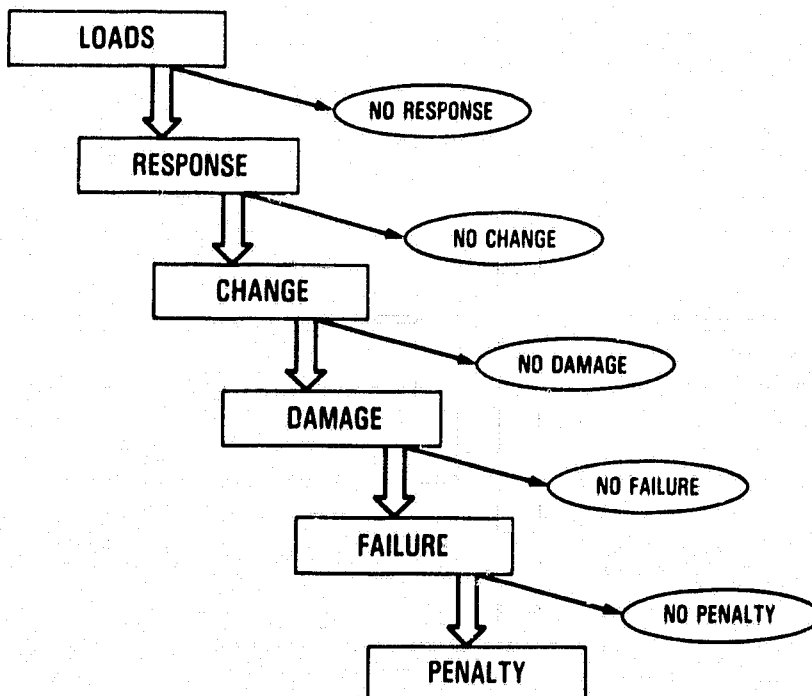 LOADS
NO RESPONSE
RESPONSE
NO CHANGE
CHANGE
NO DAMAGE
DAMAGE
NO FAILURE
FAILURE
NO PENALTY
PENALTY